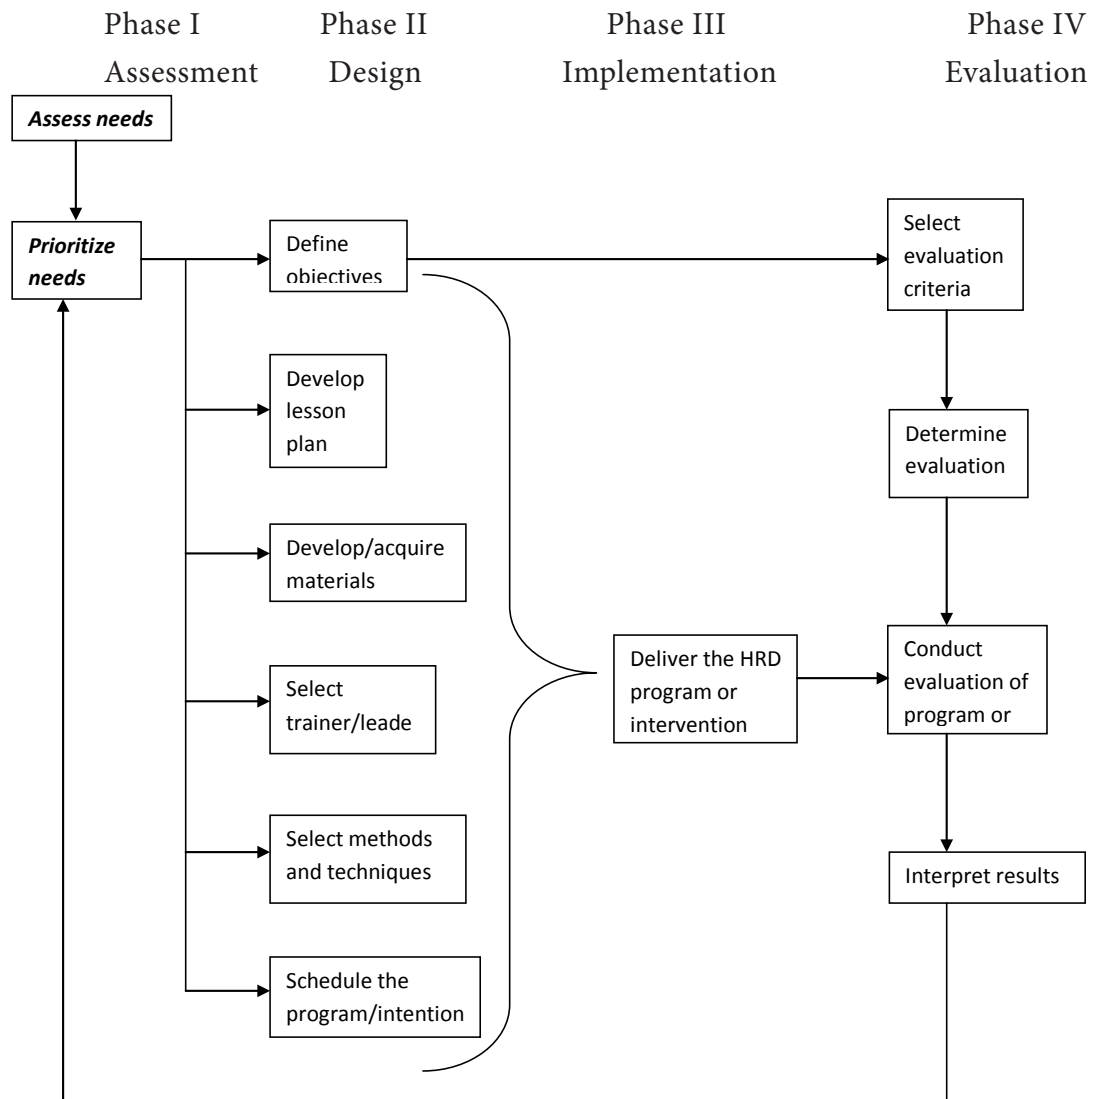 Phase I
Assessment
Phase II
Design
Phase III
Implementation
Phase IV
Evaluation
Assess needs
Prioritize
needs
Define
objectives
Develop
lesson
plan
Develop/acquire
materials
Select
trainer/leade
Select methods
and techniques
Schedule the
program/intention
Deliver the HRD
program or
intervention
Select
evaluation
criteria
Determine
evaluation
Conduct
evaluation of
program or
Interpret results